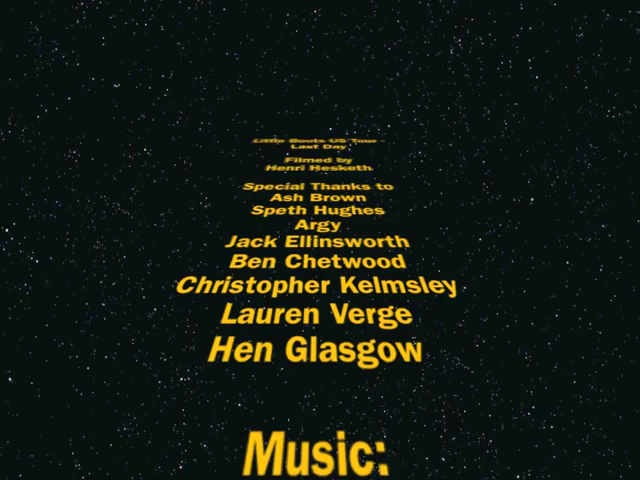 Little Boots US Tour -
Last Day
Filmed by
Henri Hesketh
Special Thanks to
Ash Brown
Speth Hughes
Argy
Jack Ellinsworth
Ben Chetwood
Christopher Kelmsley
Lauren Verge
Hen Glasgow
Music: